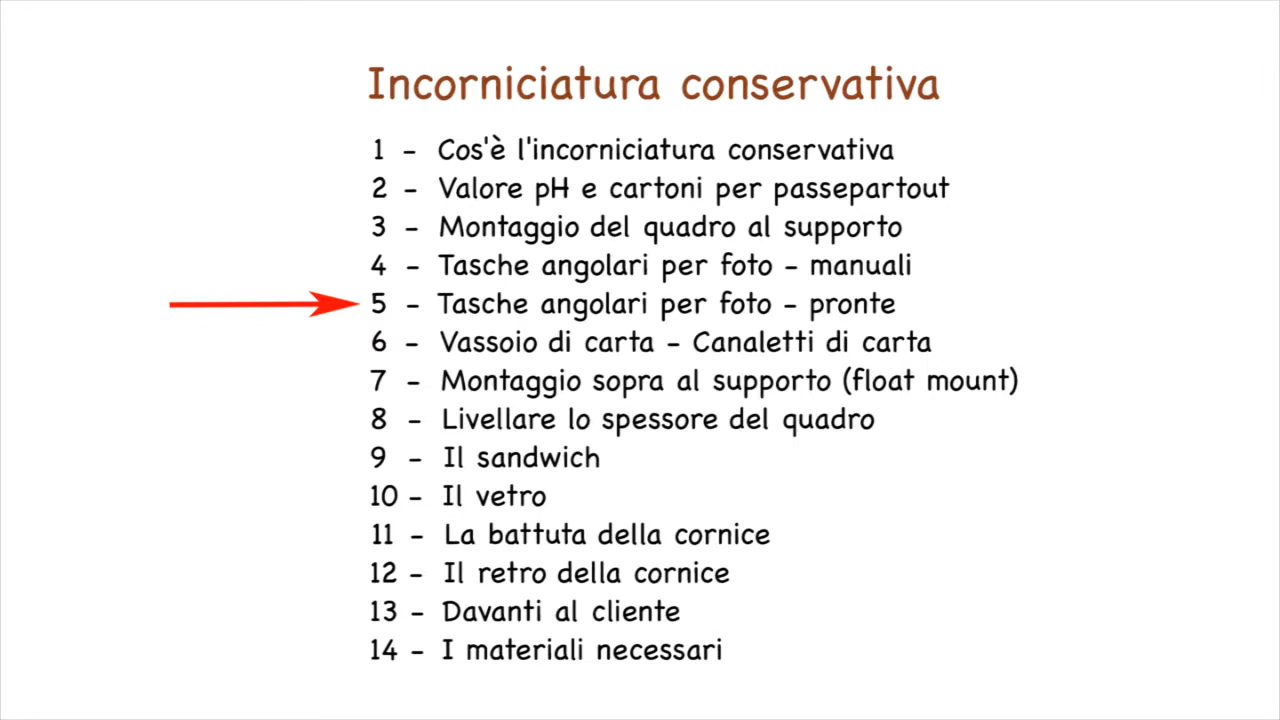 Incorniciatura conservativa
1 - Cos'è l'incorniciatura conservativa
2 - Valore pH e cartoni per passepartout
3 - Montaggio del quadro al supporto
4 - Tasche angolari per foto - manuali
5 - Tasche angolari per foto - pronte
6 - Vassoio di carta - Canaletti di carta
7 - Montaggio sopra al supporto (float mount)
8 - Livellare lo spessore del quadro
9 - Il sandwich
10 - Il vetro
11 - La battuta della cornice
12 - Il retro della cornice
13 - Davanti al cliente
14 - I materiali necessari